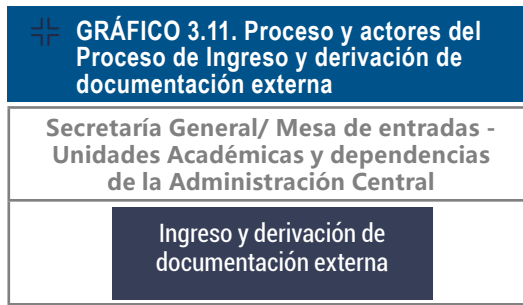 GRÁFICO 3.11. Proceso y actores del
Proceso de Ingreso y derivación de
documentación externa
Secretaría General/ Mesa de entradas -
Unidades Académicas y dependencias
de la Administración Central
Ingreso y derivación de
documentación externa